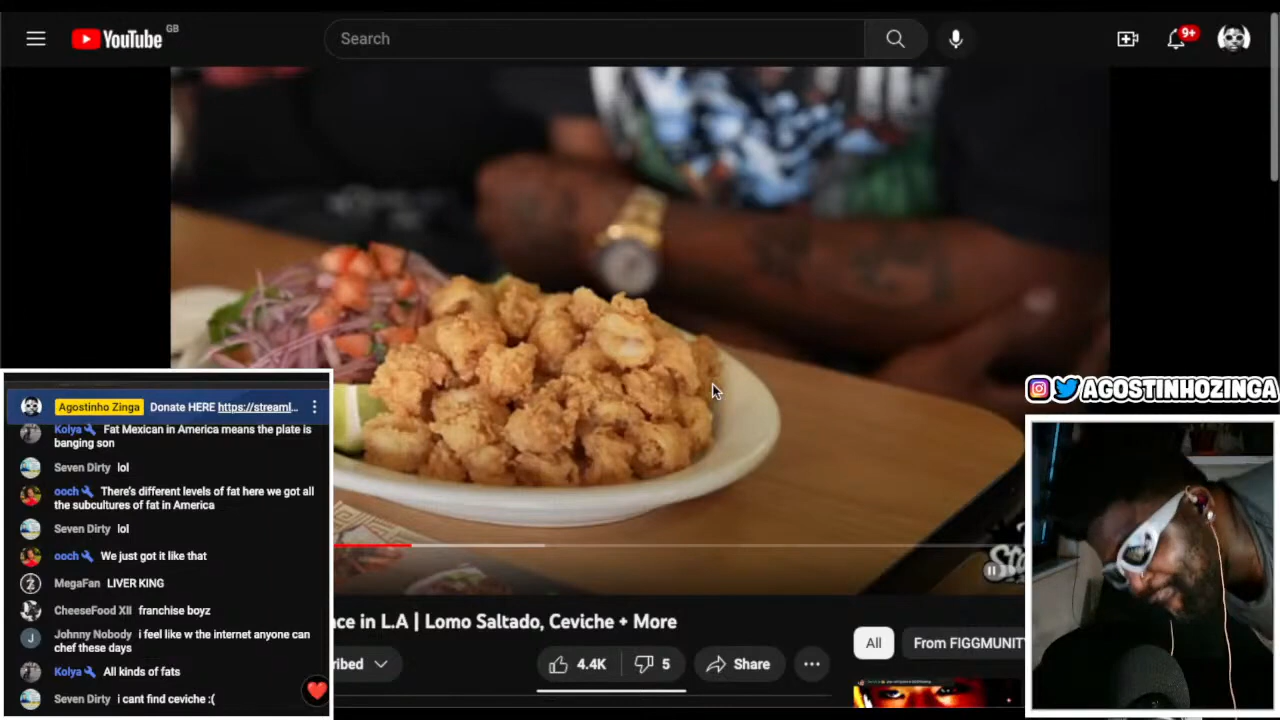 YouTube GB
Search
9+
AGOSTINHOZINGA
Agostinho Zinga Donate HERE https://streaml...
Kolya Fat Mexican in America means the plate is
banging son
Seven Dirty lol
ooch There's different levels of fat here we got all
the subcultures of fat in America
Seven Dirty lol
ooch We just got it like that
MegaFan LIVER KING
CheeseFood XII franchise boyz
J Johnny Nobody i feel like w the internet anyone can
chef these days
Kolya All kinds of fats
Seven Dirty i cant find ceviche :(
in L.A | Lomo Saltado, Ceviche + More
4.4K
5
Share
All
From FIGGMUNIT